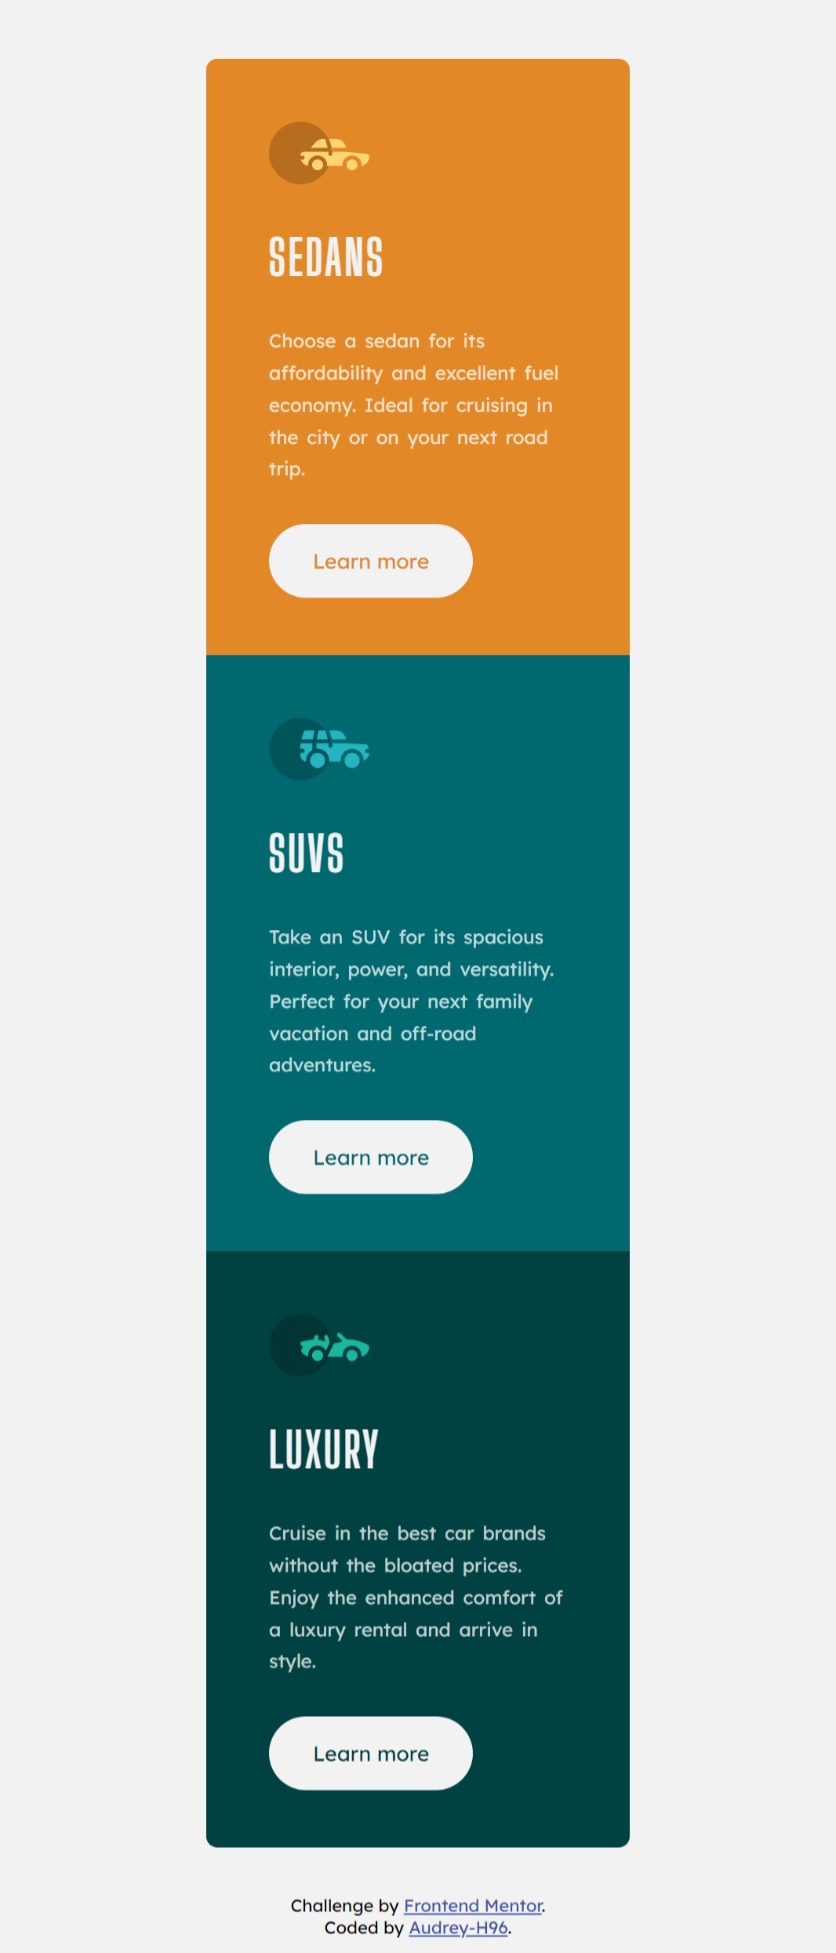 SEDANS
Choose a sedan for its
affordability and excellent fuel
economy. Ideal for cruising in
the city or on your next road
trip.
Learn more
SUVS
Take an SUV for its spacious
interior, power, and versatility.
Perfect for your next family
vacation and off-road
adventures.
Learn more
LUXURY
Cruise in the best car brands
without the bloated prices.
Enjoy the enhanced comfort of
a luxury rental and arrive in
style.
Learn more
Challenge by Frontend Mentor.
Coded by Audrey-H96.